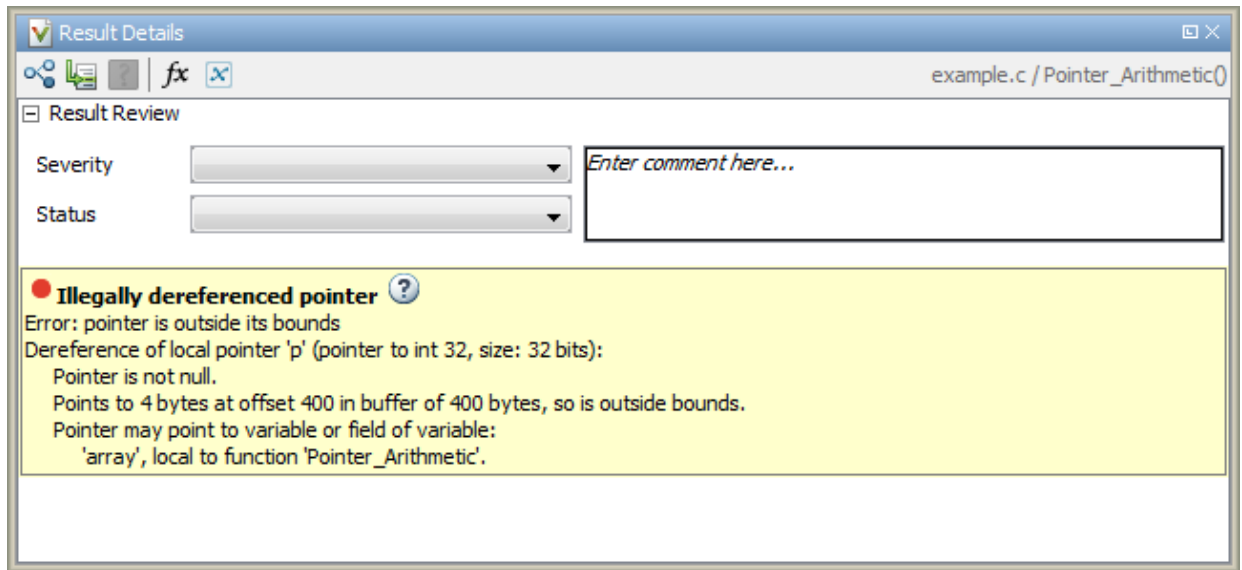 Result Details
fx x example.c / Pointer_Arithmetic()
Result Review
Severity
Enter comment here...
Status
Illegally dereferenced pointer ?
Error: pointer is outside its bounds
Dereference of local pointer 'p' (pointer to int 32, size: 32 bits):
Pointer is not null.
Points to 4 bytes at offset 400 in buffer of 400 bytes, so is outside bounds.
Pointer may point to variable or field of variable:
'array', local to function 'Pointer_Arithmetic'.